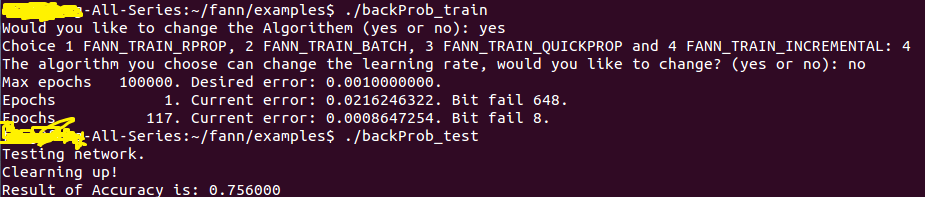 -All-Series:~/fann/examples$ ./backProb_train
Would you like to change the Algorithem (yes or no): yes
Choice 1 FANN_TRAIN_RPROP, 2 FANN_TRAIN_BATCH, 3 FANN_TRAIN_QUICKPROP and 4 FANN_TRAIN_INCREMENTAL: 4
The algorithm you choose can change the learning rate, would you like to change? (yes or no): no
Max epochs   100000. Desired error: 0.0010000000.
Epochs            1. Current error: 0.0216246322. Bit fail 648.
Epochs          117. Current error: 0.0008647254. Bit fail 8.
-All-Series:~/fann/examples$ ./backProb_test
Testing network.
Clearning up!
Result of Accuracy is: 0.756000